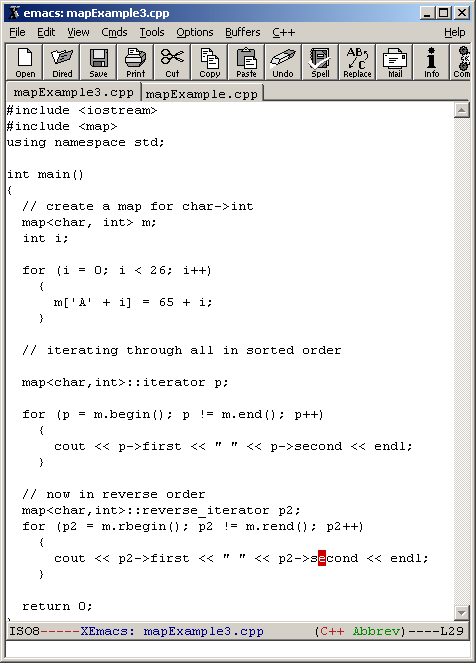 emacs: mapExample3.cpp
File Edit View Cmds Tools Options Buffers C++ Help
Open Dired Save Print Cut Copy Paste Undo Spell Replace Mail Info Com
mapExample3.cpp mapExample.cpp
#include <iostream>
#include <map>
using namespace std;

int main()
{
  // create a map for char->int
  map<char, int> m;
  int i;

  for (i = 0; i < 26; i++)
    {
      m['A' + i] = 65 + i;
    }

  // iterating through all in sorted order

  map<char,int>::iterator p;

  for (p = m.begin(); p != m.end(); p++)
    {
      cout << p->first << " " << p->second << endl;
    }

  // now in reverse order
  map<char,int>::reverse_iterator p2;
  for (p2 = m.rbegin(); p2 != m.rend(); p2++)
    {
      cout << p2->first << " " << p2->second << endl;
    }

  return 0;
}
ISO8-----XEmacs: mapExample3.cpp (C++ Abbrev)----L29